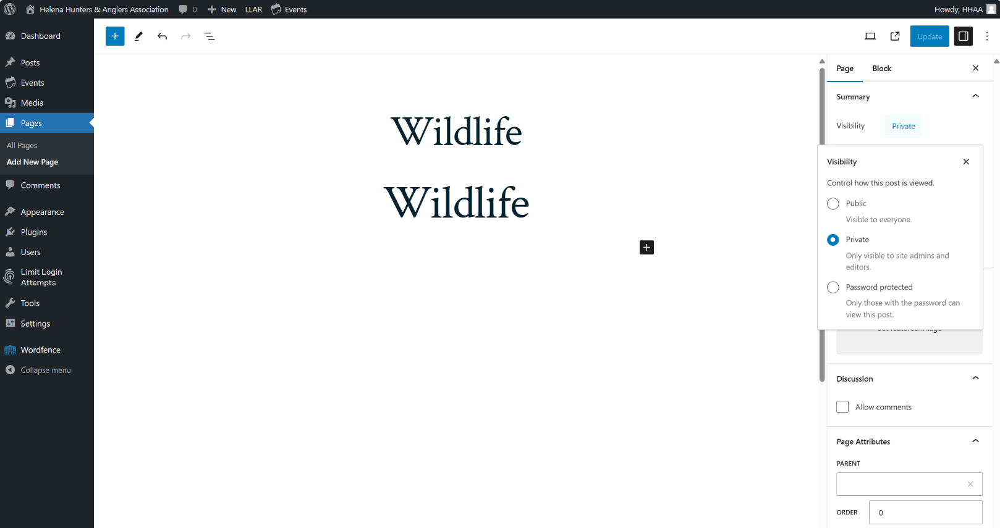 Helena Hunters & Anglers Association 0 New LLAR Events Howdy, HHAA
Dashboard
Posts
Events
Media
Pages
All Pages
Add New Page
Comments
Appearance
Plugins
Users
Limit Login
Attempts
Tools
Settings
Wordfence
Collapse menu
Update
Wildlife
Wildlife
Page Block
Summary
Visibility Private
Visibility
Control how this post is viewed.
Public
Visible to everyone.
Private
Only visible to site admins and
editors.
Password protected
Only those with the password can
view this post.
Set featured image
Discussion
Allow comments
Page Attributes
PARENT
ORDER 0